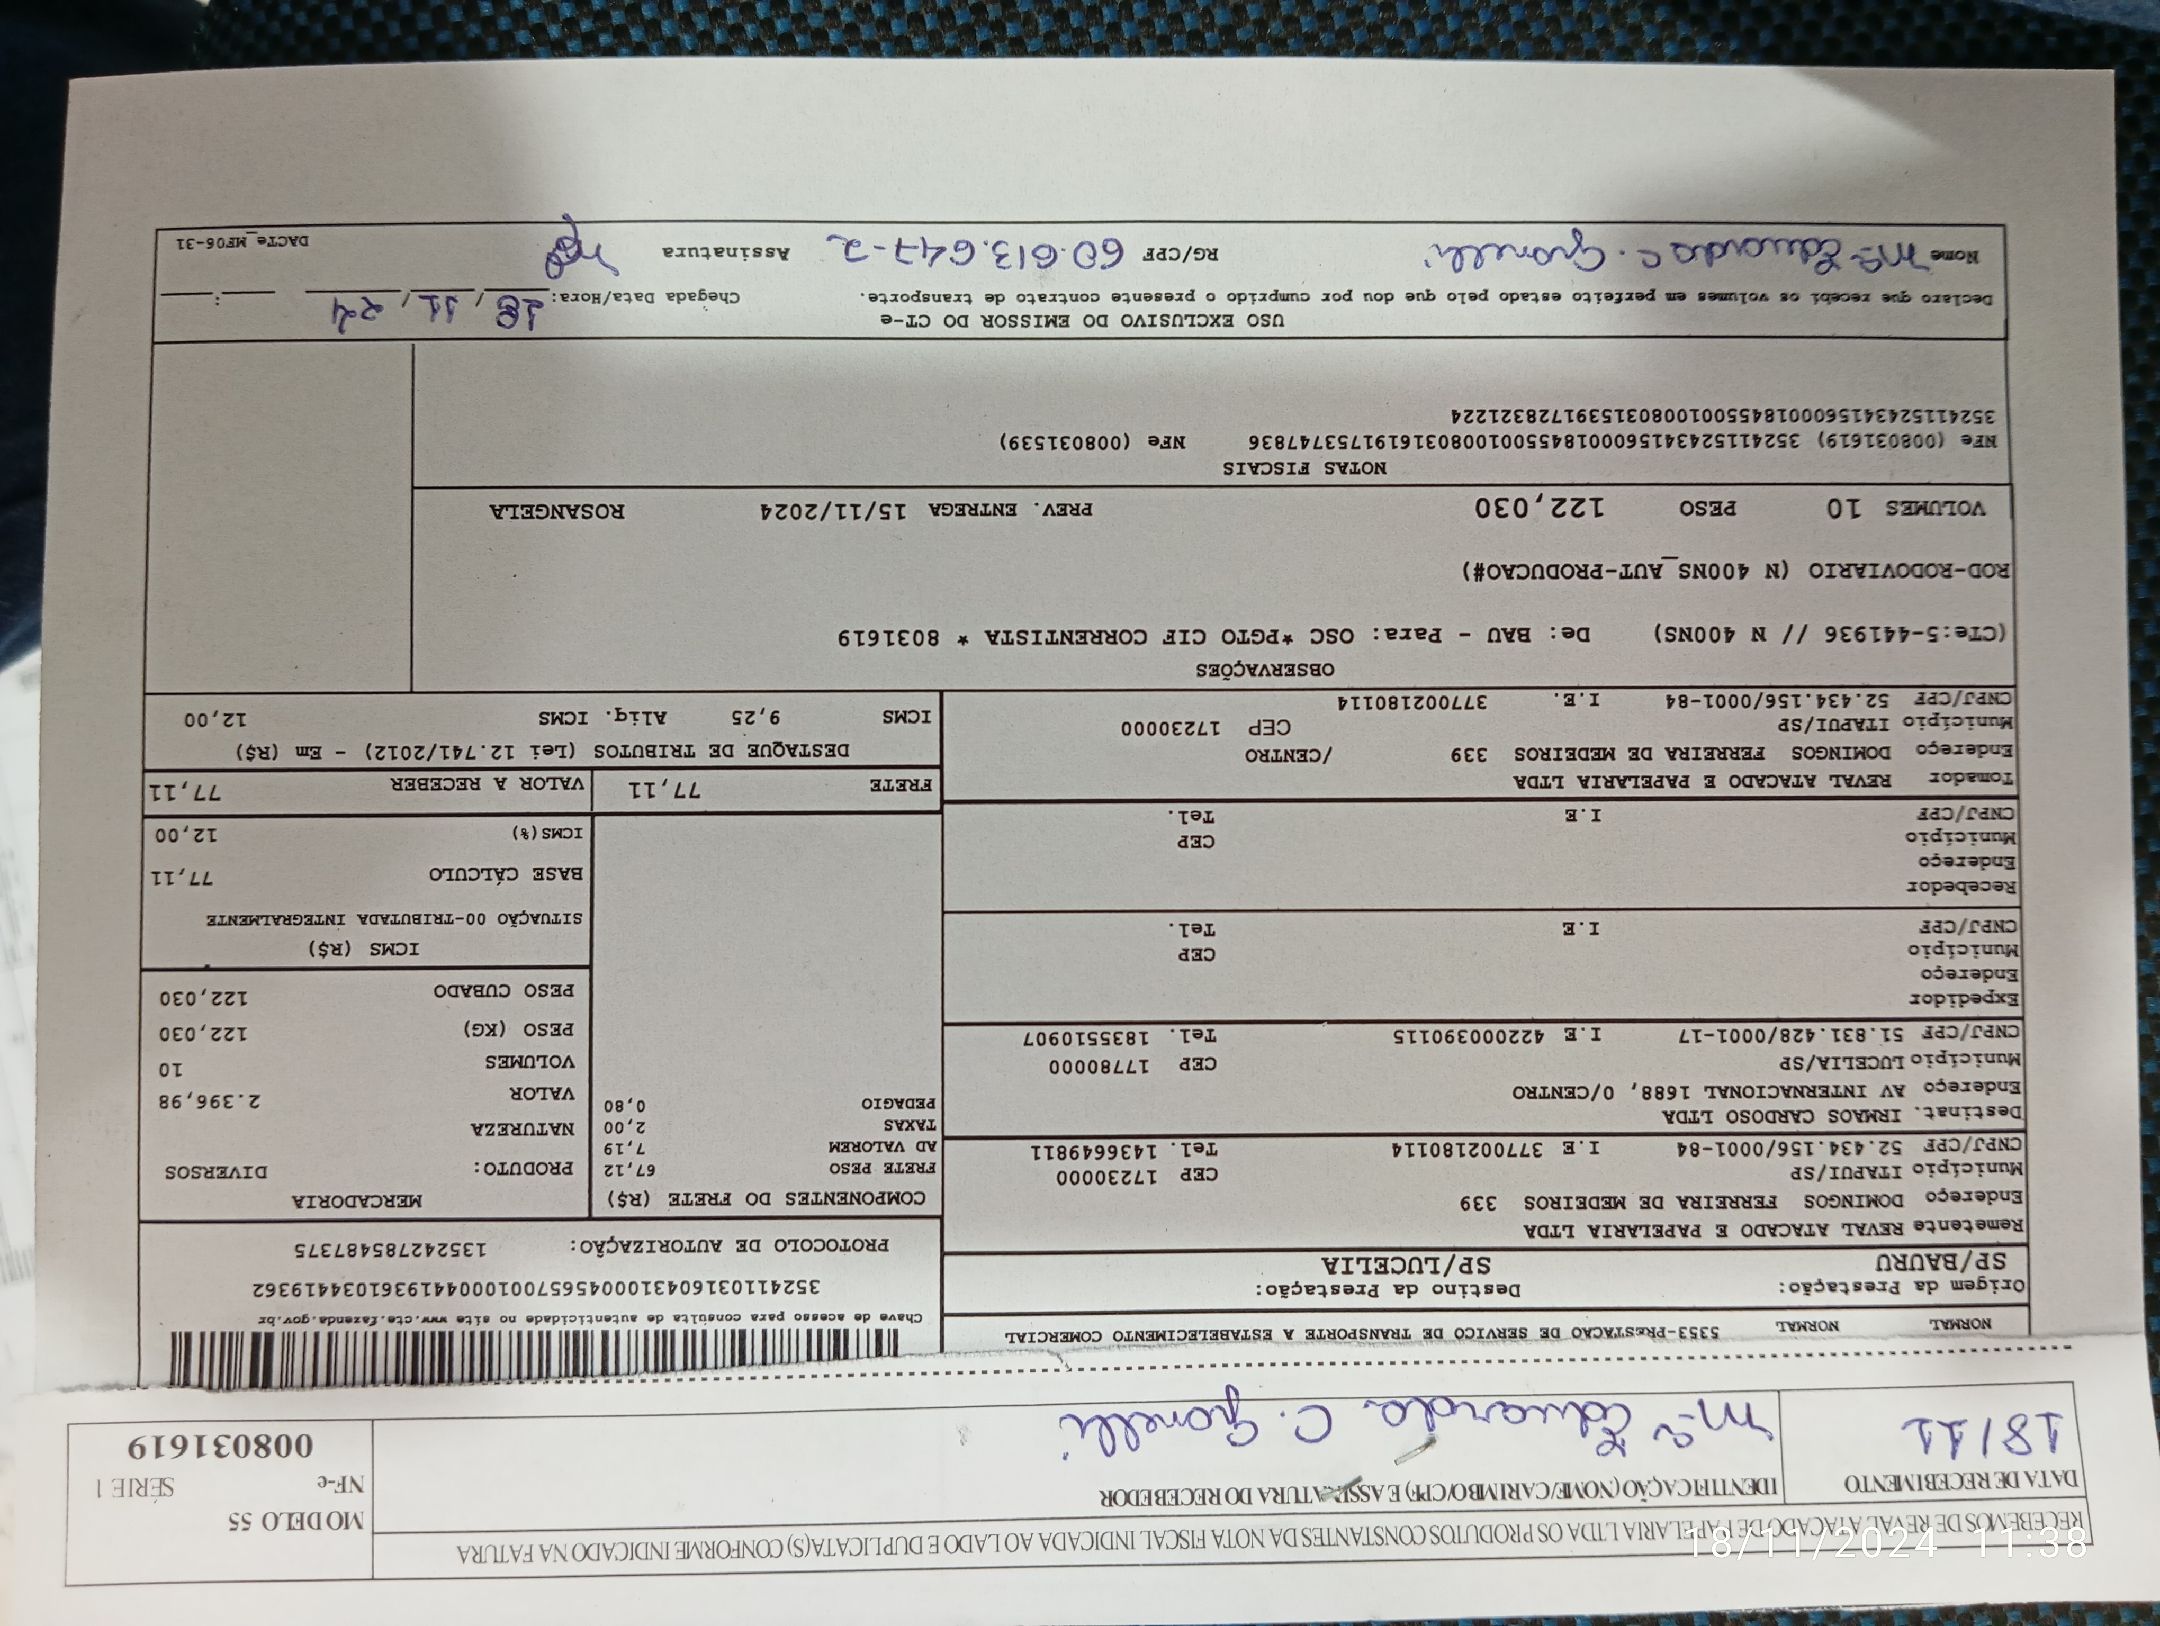 RECEBEMOS DE REVAL ATACADO DE PAPELARIA LTDA OS PRODUTOS CONSTANTES DA NOTA FISCAL INDICADA AO LADO E DUPLICATA(S) CONFORME INDICADO NA FATURA
MODELO 55
NF-e SÉRIE 1
008031619
DATA DE RECEBIMENTO
18/11
IDENTIFICAÇÃO (NOME/CARIMBO/CPF) E ASSINATURA DO RECEBEDOR
Mª Eduarda C.
NORMAL NORMAL 5353-PRESTACAO DE SERVICO DE TRANSPORTE A ESTABELECIMENTO COMERCIAL
Origem da Prestação: Destino da Prestação:
SP/BAURU SP/LUCELIA
Chave de acesso para consulta de autenticidade no site www.cte.fazenda.gov.br
PROTOCOLO DE AUTORIZAÇÃO: 135242785487375
Remetente REVAL ATACADO E PAPELARIA LTDA
Endereço DOMINGOS FERREIRA DE MEDEIROS 339
Município ITAPUI/SP CEP 17230000
CNPJ/CPF 52.434.156/0001-84 I.E 377002180114 Tel. 1436649811
Destinat. IRMAOS CARDOSO LTDA
Endereço AV INTERNACIONAL 1688, 0/CENTRO
Município LUCELIA/SP CEP 17780000
CNPJ/CPF 51.831.428/0001-17 I.E 422000390115 Tel. 1835510907
Expedidor
Endereço
Município CEP
CNPJ/CPF I.E Tel.
Recebedor
Endereço
Município CEP
CNPJ/CPF I.E Tel.
Tomador REVAL ATACADO E PAPELARIA LTDA
Endereço DOMINGOS FERREIRA DE MEDEIROS 339 /CENTRO
Município ITAPUI/SP CEP 17230000
CNPJ/CPF 52.434.156/0001-84 I.E. 377002180114
COMPONENTES DO FRETE (R$)
FRETE PESO 67,12
AD VALOREM 7,19
TAXAS 2,00
PEDAGIO 0,80
MERCADORIA
PRODUTO: DIVERSOS
NATUREZA
VALOR 2.396,98
VOLUMES 10
PESO (KG) 122,030
PESO CUBADO 122,030
ICMS (R$)
SITUAÇÃO 00-TRIBUTADA INTEGRALMENTE
BASE CÁLCULO 77,11
ICMS(%) 12,00
FRETE 77,11 VALOR A RECEBER 77,11
DESTAQUE DE TRIBUTOS (Lei 12.741/2012) - Em (R$)
ICMS 9,25 Aliq. ICMS 12,00
OBSERVAÇÕES
(CTe:5-441936 // N 400NS) De: BAU - Para: OSC *PGTO CIF CORRENTISTA * 8031619
ROD-RODOVIARIO (N 400NS_AUT-PRODUCAO#)
VOLUMES 10 PESO 122,030 PREV. ENTREGA 15/11/2024 ROSANGELA
NOTAS FISCAIS
NFe (008031619) 35241152434156000184550010080316191753747836 NFe (008031539)
35241152434156000184550010080315391728321224
USO EXCLUSIVO DO EMISSOR DO CT-e
Declaro que recebi os volumes em perfeito estado pelo que dou por cumprido o presente contrato de transporte. Chegada Data/Hora: 18, 11, 24 :
Nome Mª Eduarda C. RG/CPF 60.613.647-2 Assinatura
DACTe_MF06-31
18/11/2024 11:38